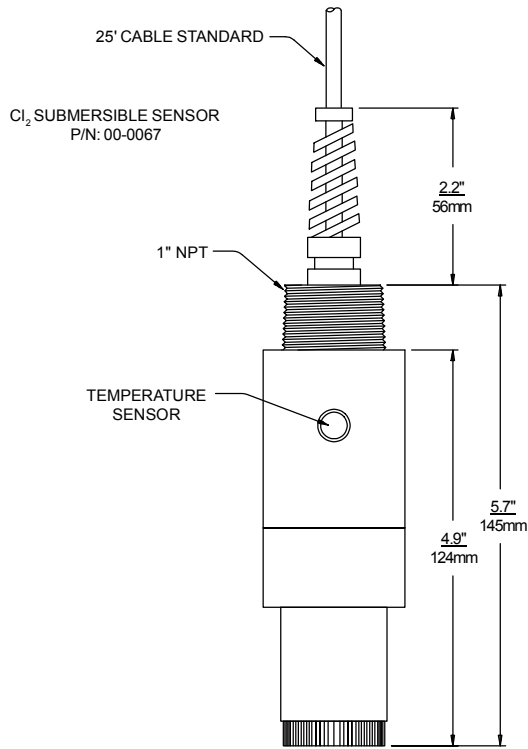 25' CABLE STANDARD
Cl₂ SUBMERSIBLE SENSOR
P/N: 00-0067
2.2"
56mm
1" NPT
TEMPERATURE
SENSOR
5.7"
145mm
4.9"
124mm